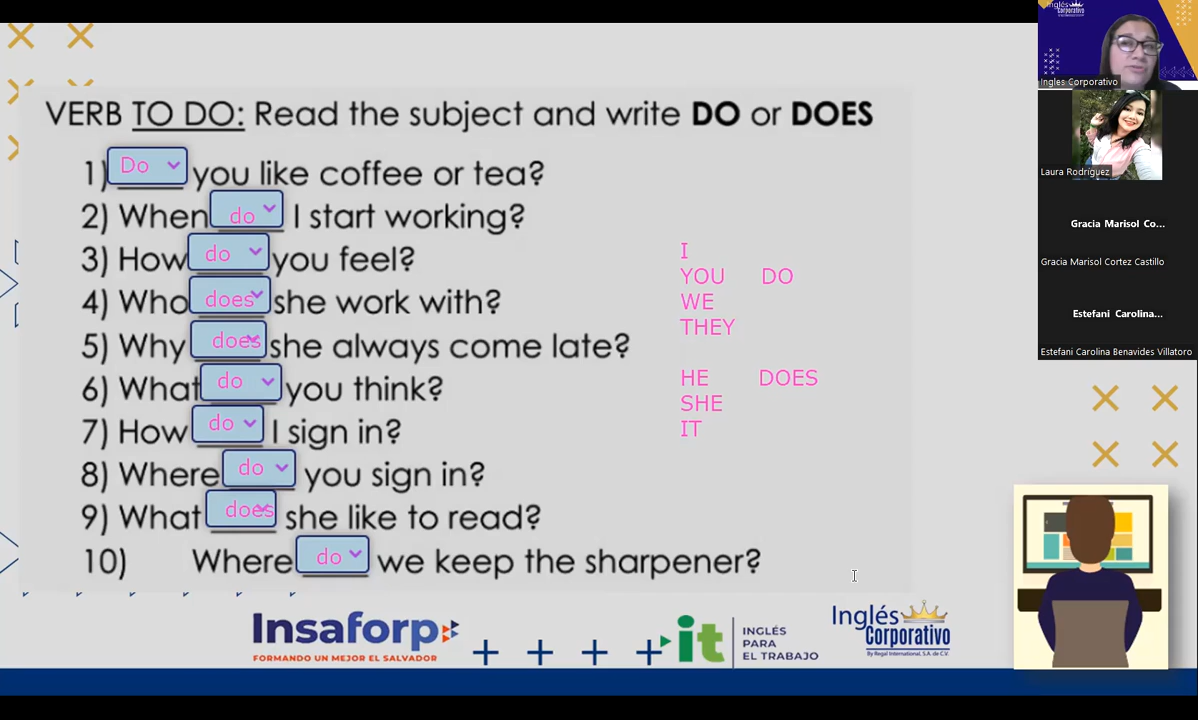 VERB TO DO: Read the subject and write DO or DOES
1) Do you like coffee or tea?
2) When do I start working?
3) How do you feel?
4) Who does she work with?
5) Why does she always come late?
6) What do you think?
7) How do I sign in?
8) Where do you sign in?
9) What does she like to read?
10) Where do we keep the sharpener?
I
YOU DO
WE
THEY
HE DOES
SHE
IT
Insaforp
FORMANDO UN MEJOR EL SALVADOR
it INGLÉS
PARA
EL TRABAJO
Inglés
Corporativo
By Regal International, S.A. de C.V.
Inglés
Corporativo
Ingles Corporativo
Laura Rodríguez
Gracia Marisol Co...
Gracia Marisol Cortez Castillo
Estefani Carolina...
Estefani Carolina Benavides Villatoro